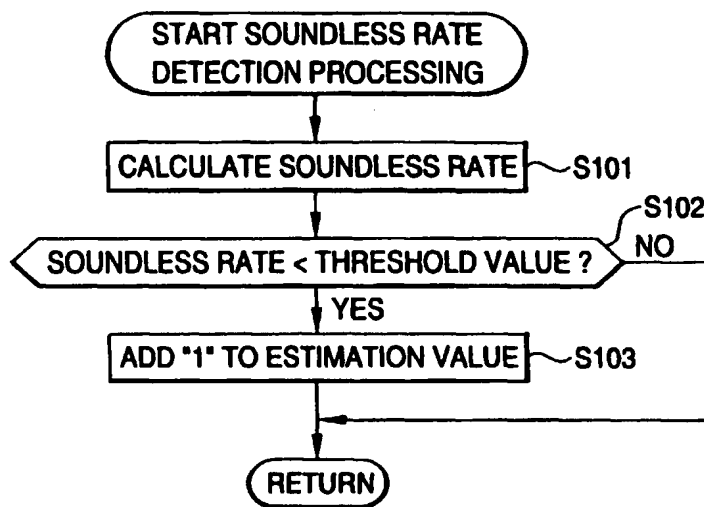 START SOUNDLESS RATE
DETECTION PROCESSING
CALCULATE SOUNDLESS RATE
S101
S102
SOUNDLESS RATE < THRESHOLD VALUE ?
NO
YES
ADD "1" TO ESTIMATION VALUE
S103
RETURN